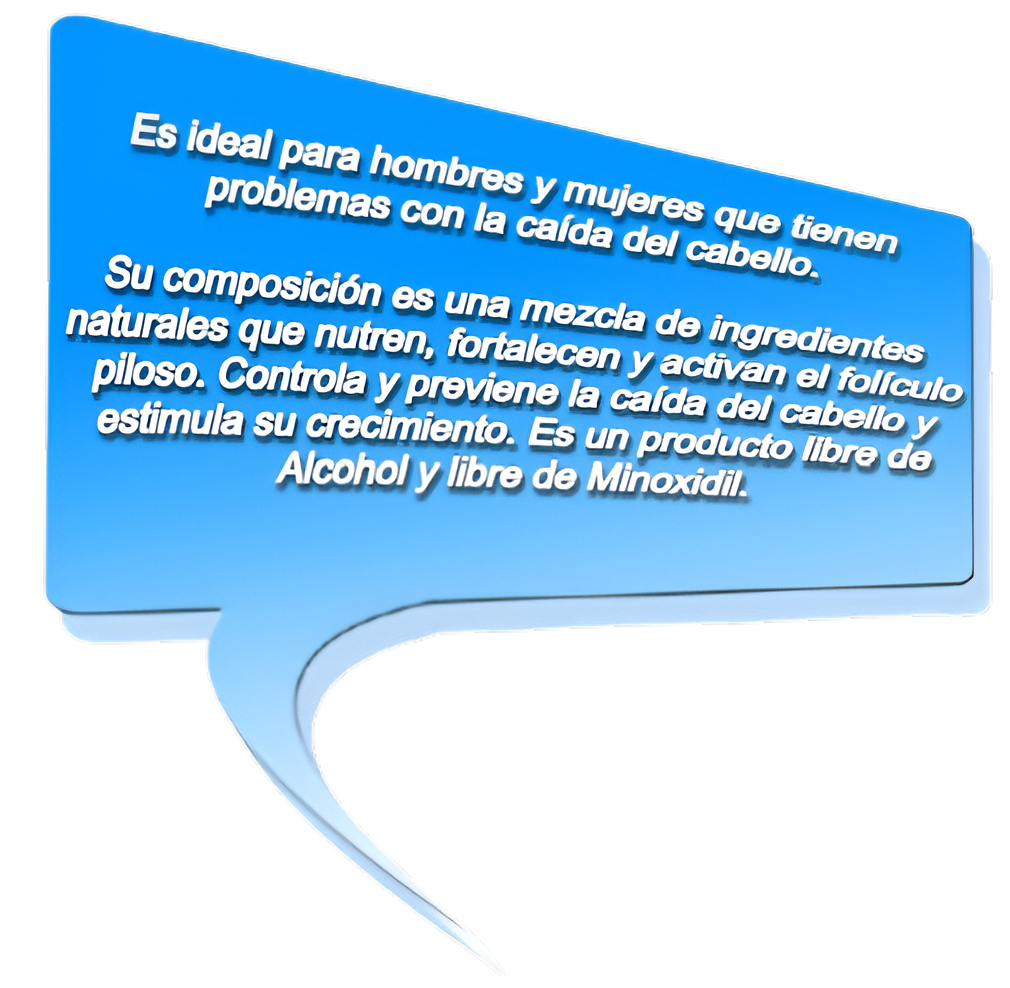 Es ideal para hombres y mujeres que tienen
problemas con la caída del cabello.
Su composición es una mezcla de ingredientes
naturales que nutren, fortalecen y activan el folículo
piloso. Controla y previene la caída del cabello y
estimula su crecimiento. Es un producto libre de
Alcohol y libre de Minoxidil.